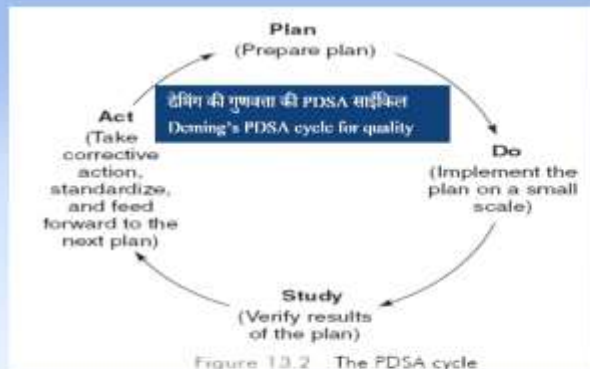 Plan
(Prepare plan)
डेमिंग की गुणवत्ता की PDSA साईकिल
Deming's PDSA cycle for quality
Act
(Take
corrective
action,
standardize,
and feed
forward to the
next plan)
Do
(Implement the
plan on a small
scale)
Study
(Verify results
of the plan)
Figure 13.2 The PDSA cycle